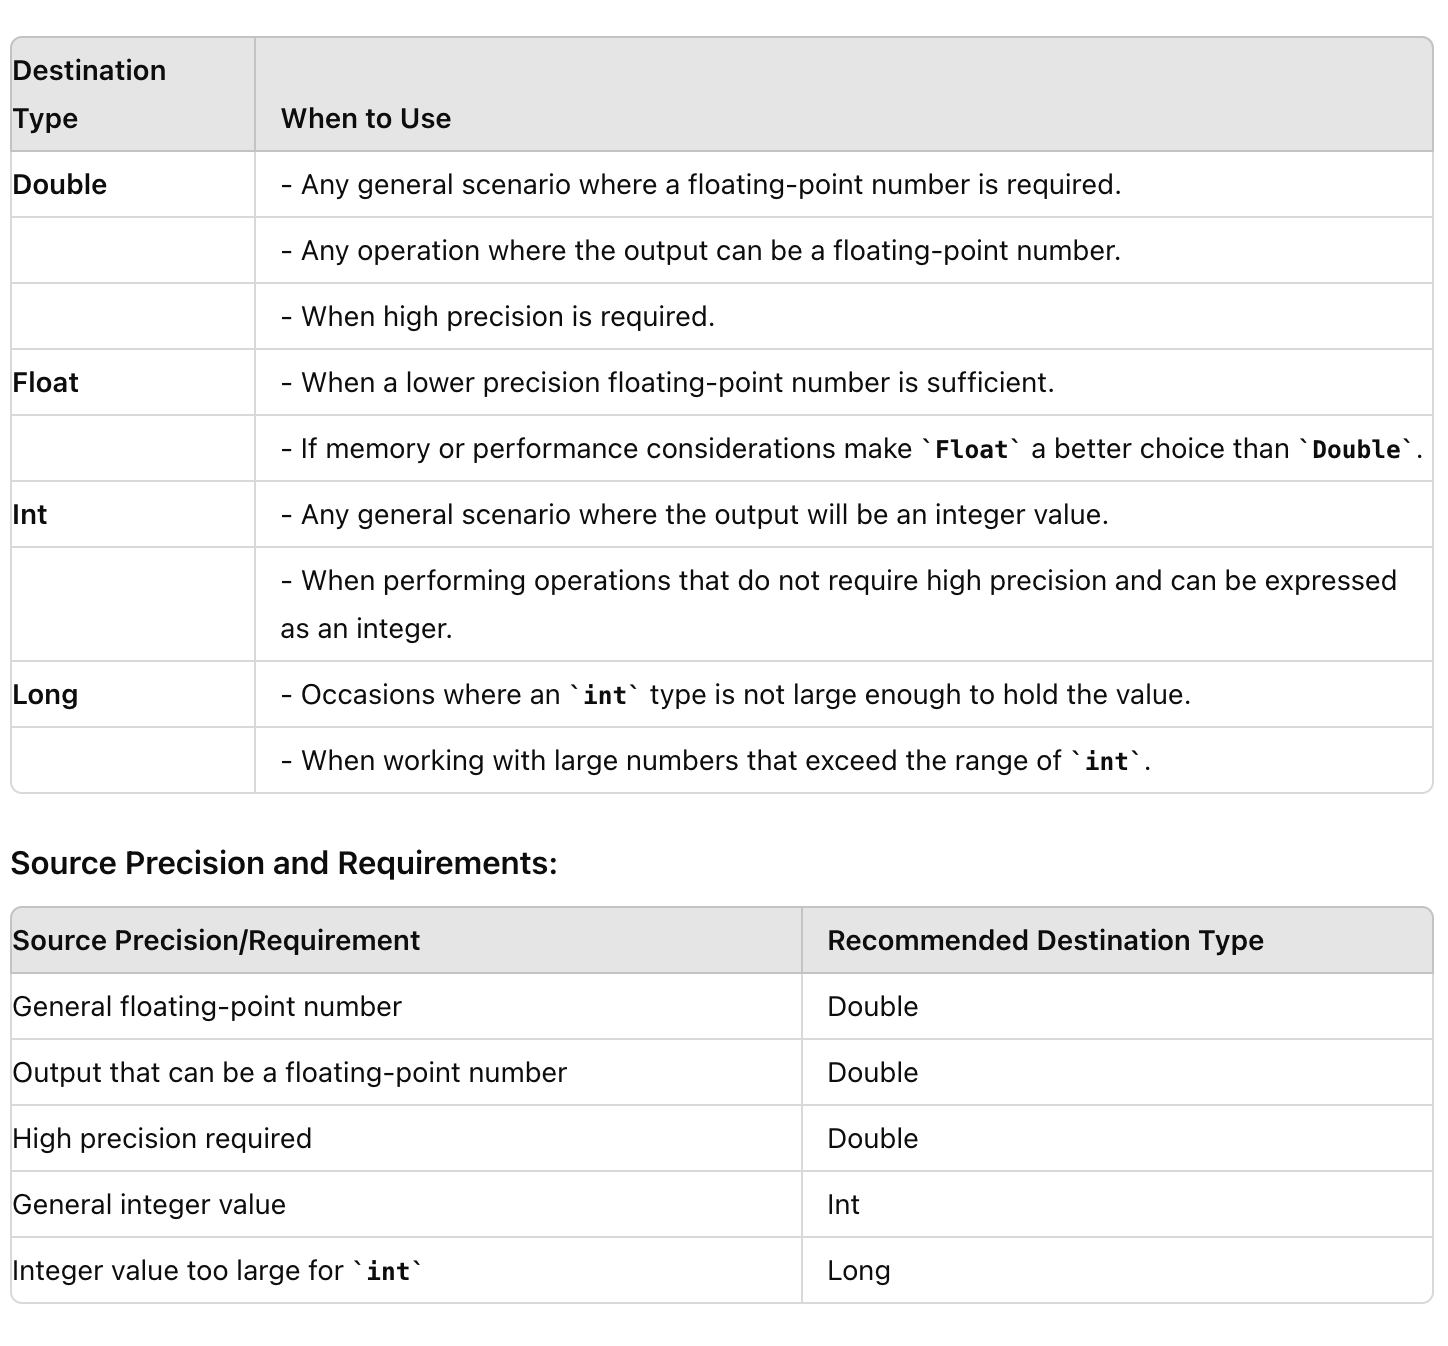 Destination
Type
When to Use
Double
- Any general scenario where a floating-point number is required.
- Any operation where the output can be a floating-point number.
- When high precision is required.
Float
- When a lower precision floating-point number is sufficient.
- If memory or performance considerations make `Float` a better choice than `Double`.
Int
- Any general scenario where the output will be an integer value.
- When performing operations that do not require high precision and can be expressed
as an integer.
Long
- Occasions where an `int` type is not large enough to hold the value.
- When working with large numbers that exceed the range of `int`.
Source Precision and Requirements:
Source Precision/Requirement
Recommended Destination Type
General floating-point number
Double
Output that can be a floating-point number
Double
High precision required
Double
General integer value
Int
Integer value too large for `int`
Long